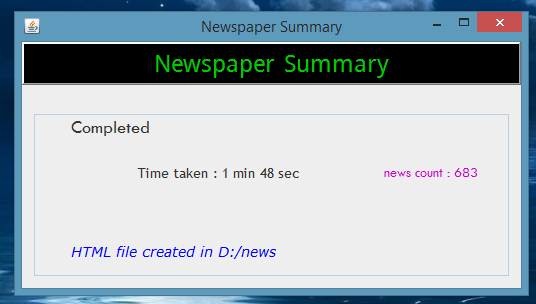 Newspaper Summary
Newspaper Summary
Completed
Time taken : 1 min 48 sec
news count : 683
HTML file created in D:/news